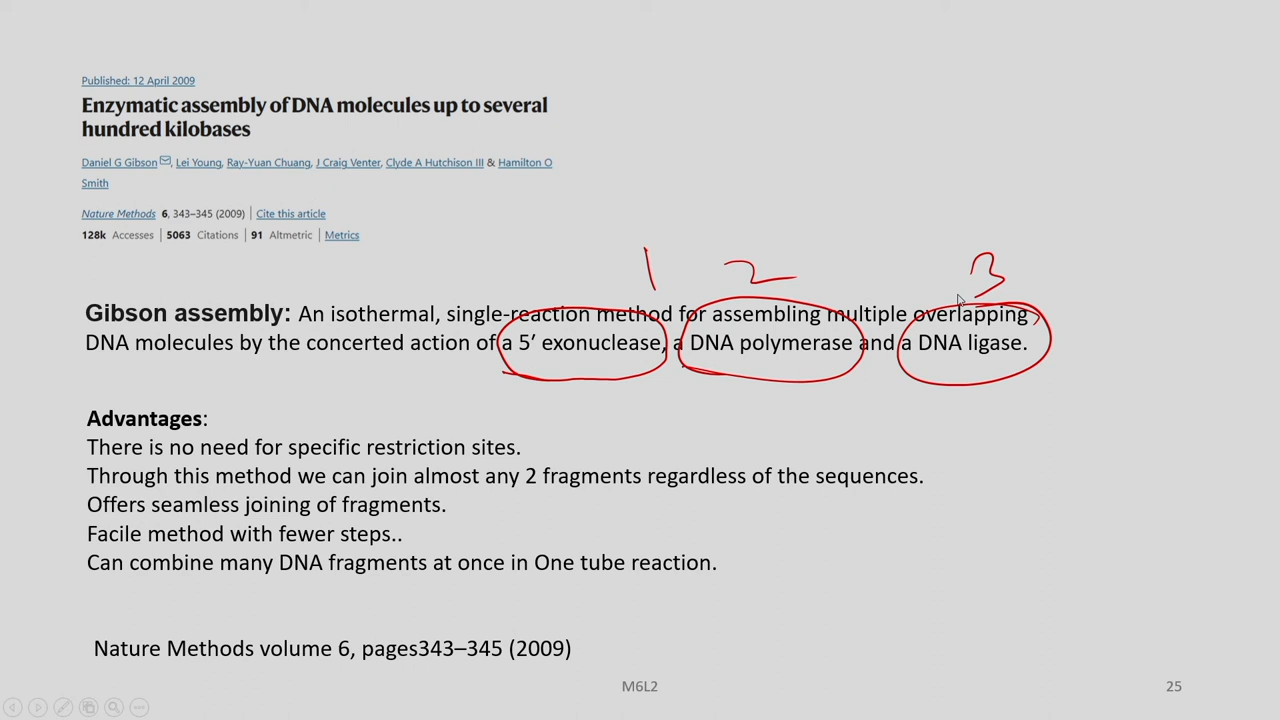 Published: 12 April 2009
Enzymatic assembly of DNA molecules up to several
hundred kilobases
Daniel G Gibson, Lei Young, Ray-Yuan Chuang, J Craig Venter, Clyde A Hutchison III & Hamilton O
Smith
Nature Methods 6, 343–345 (2009) | Cite this article
128k Accesses | 5063 Citations | 91 Altmetric | Metrics
1 2 3
Gibson assembly: An isothermal, single-reaction method for assembling multiple overlapping
DNA molecules by the concerted action of a 5′ exonuclease, a DNA polymerase and a DNA ligase.
Advantages:
There is no need for specific restriction sites.
Through this method we can join almost any 2 fragments regardless of the sequences.
Offers seamless joining of fragments.
Facile method with fewer steps..
Can combine many DNA fragments at once in One tube reaction.
Nature Methods volume 6, pages343–345 (2009)
M6L2 25